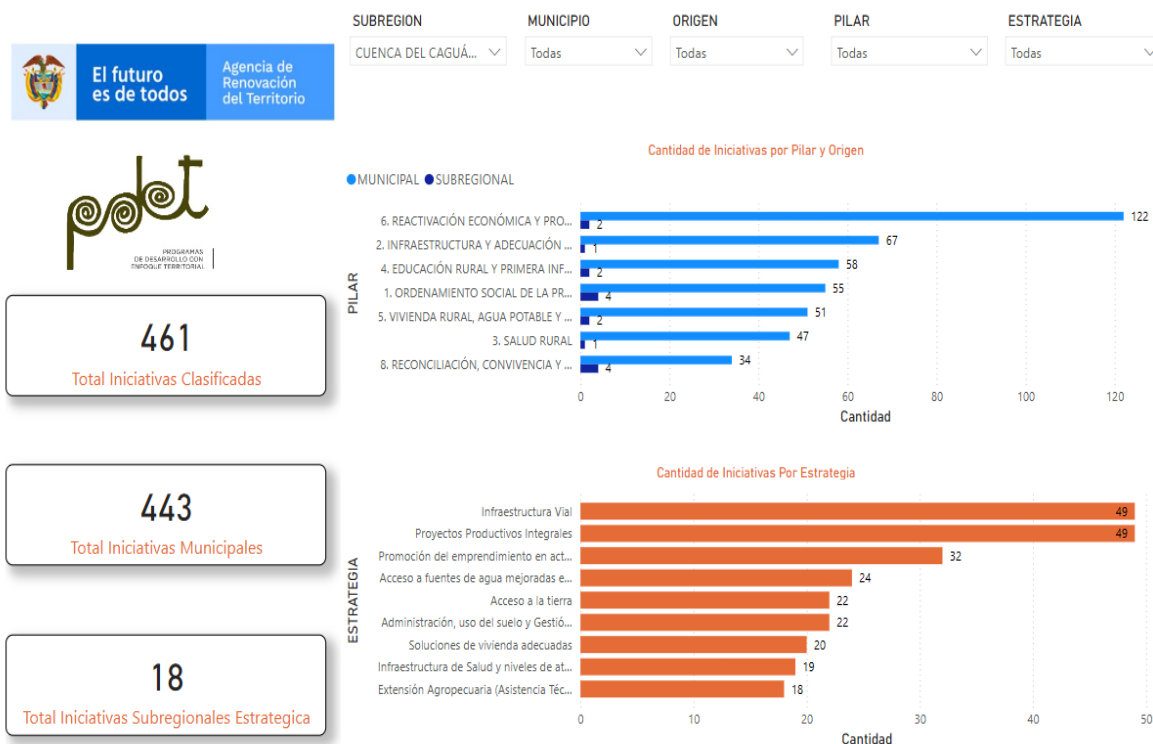 SUBREGION
MUNICIPIO
ORIGEN
PILAR
ESTRATEGIA
CUENCA DEL CAGUÁ...
Todas
Todas
Todas
Todas
El futuro
es de todos
Agencia de
Renovación
del Territorio
pdet
PROGRAMAS
DE DESARROLLO CON
ENFOQUE TERRITORIAL
461
Total Iniciativas Clasificadas
443
Total Iniciativas Municipales
18
Total Iniciativas Subregionales Estrategica
Cantidad de Iniciativas por Pilar y Origen
MUNICIPAL SUBREGIONAL
PILAR
6. REACTIVACIÓN ECONÓMICA Y PRO... 122
2
2. INFRAESTRUCTURA Y ADECUACIÓN ... 67
1
4. EDUCACIÓN RURAL Y PRIMERA INF... 58
2
1. ORDENAMIENTO SOCIAL DE LA PR... 55
4
5. VIVIENDA RURAL, AGUA POTABLE Y ... 51
2
3. SALUD RURAL 47
1
8. RECONCILIACIÓN, CONVIVENCIA Y ... 34
4
0 20 40 60 80 100 120
Cantidad
Cantidad de Iniciativas Por Estrategia
ESTRATEGIA
Infraestructura Vial 49
Proyectos Productivos Integrales 49
Promoción del emprendimiento en act... 32
Acceso a fuentes de agua mejoradas e... 24
Acceso a la tierra 22
Administración, uso del suelo y Gestió... 22
Soluciones de vivienda adecuadas 20
Infraestructura de Salud y niveles de at... 19
Extensión Agropecuaria (Asistencia Téc... 18
0 10 20 30 40 50
Cantidad